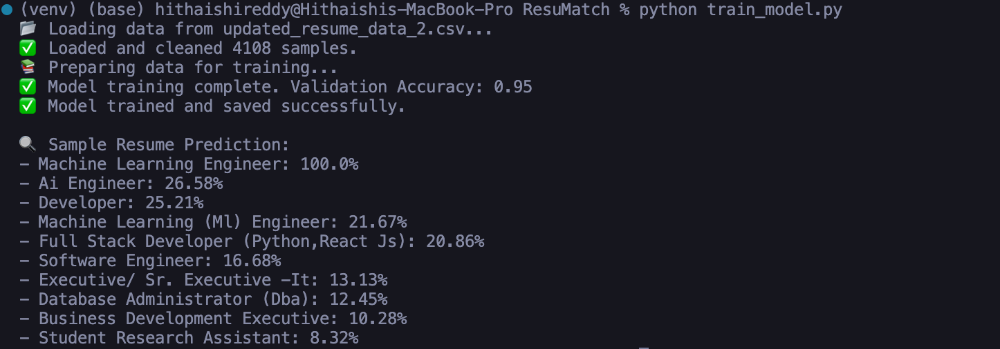 (venv) (base) hithaishireddy@Hithaishis-MacBook-Pro ResuMatch % python train_model.py
📂 Loading data from updated_resume_data_2.csv...
✅ Loaded and cleaned 4108 samples.
📚 Preparing data for training...
✅ Model training complete. Validation Accuracy: 0.95
✅ Model trained and saved successfully.
🔍 Sample Resume Prediction:
- Machine Learning Engineer: 100.0%
- Ai Engineer: 26.58%
- Developer: 25.21%
- Machine Learning (Ml) Engineer: 21.67%
- Full Stack Developer (Python,React Js): 20.86%
- Software Engineer: 16.68%
- Executive/ Sr. Executive -It: 13.13%
- Database Administrator (Dba): 12.45%
- Business Development Executive: 10.28%
- Student Research Assistant: 8.32%